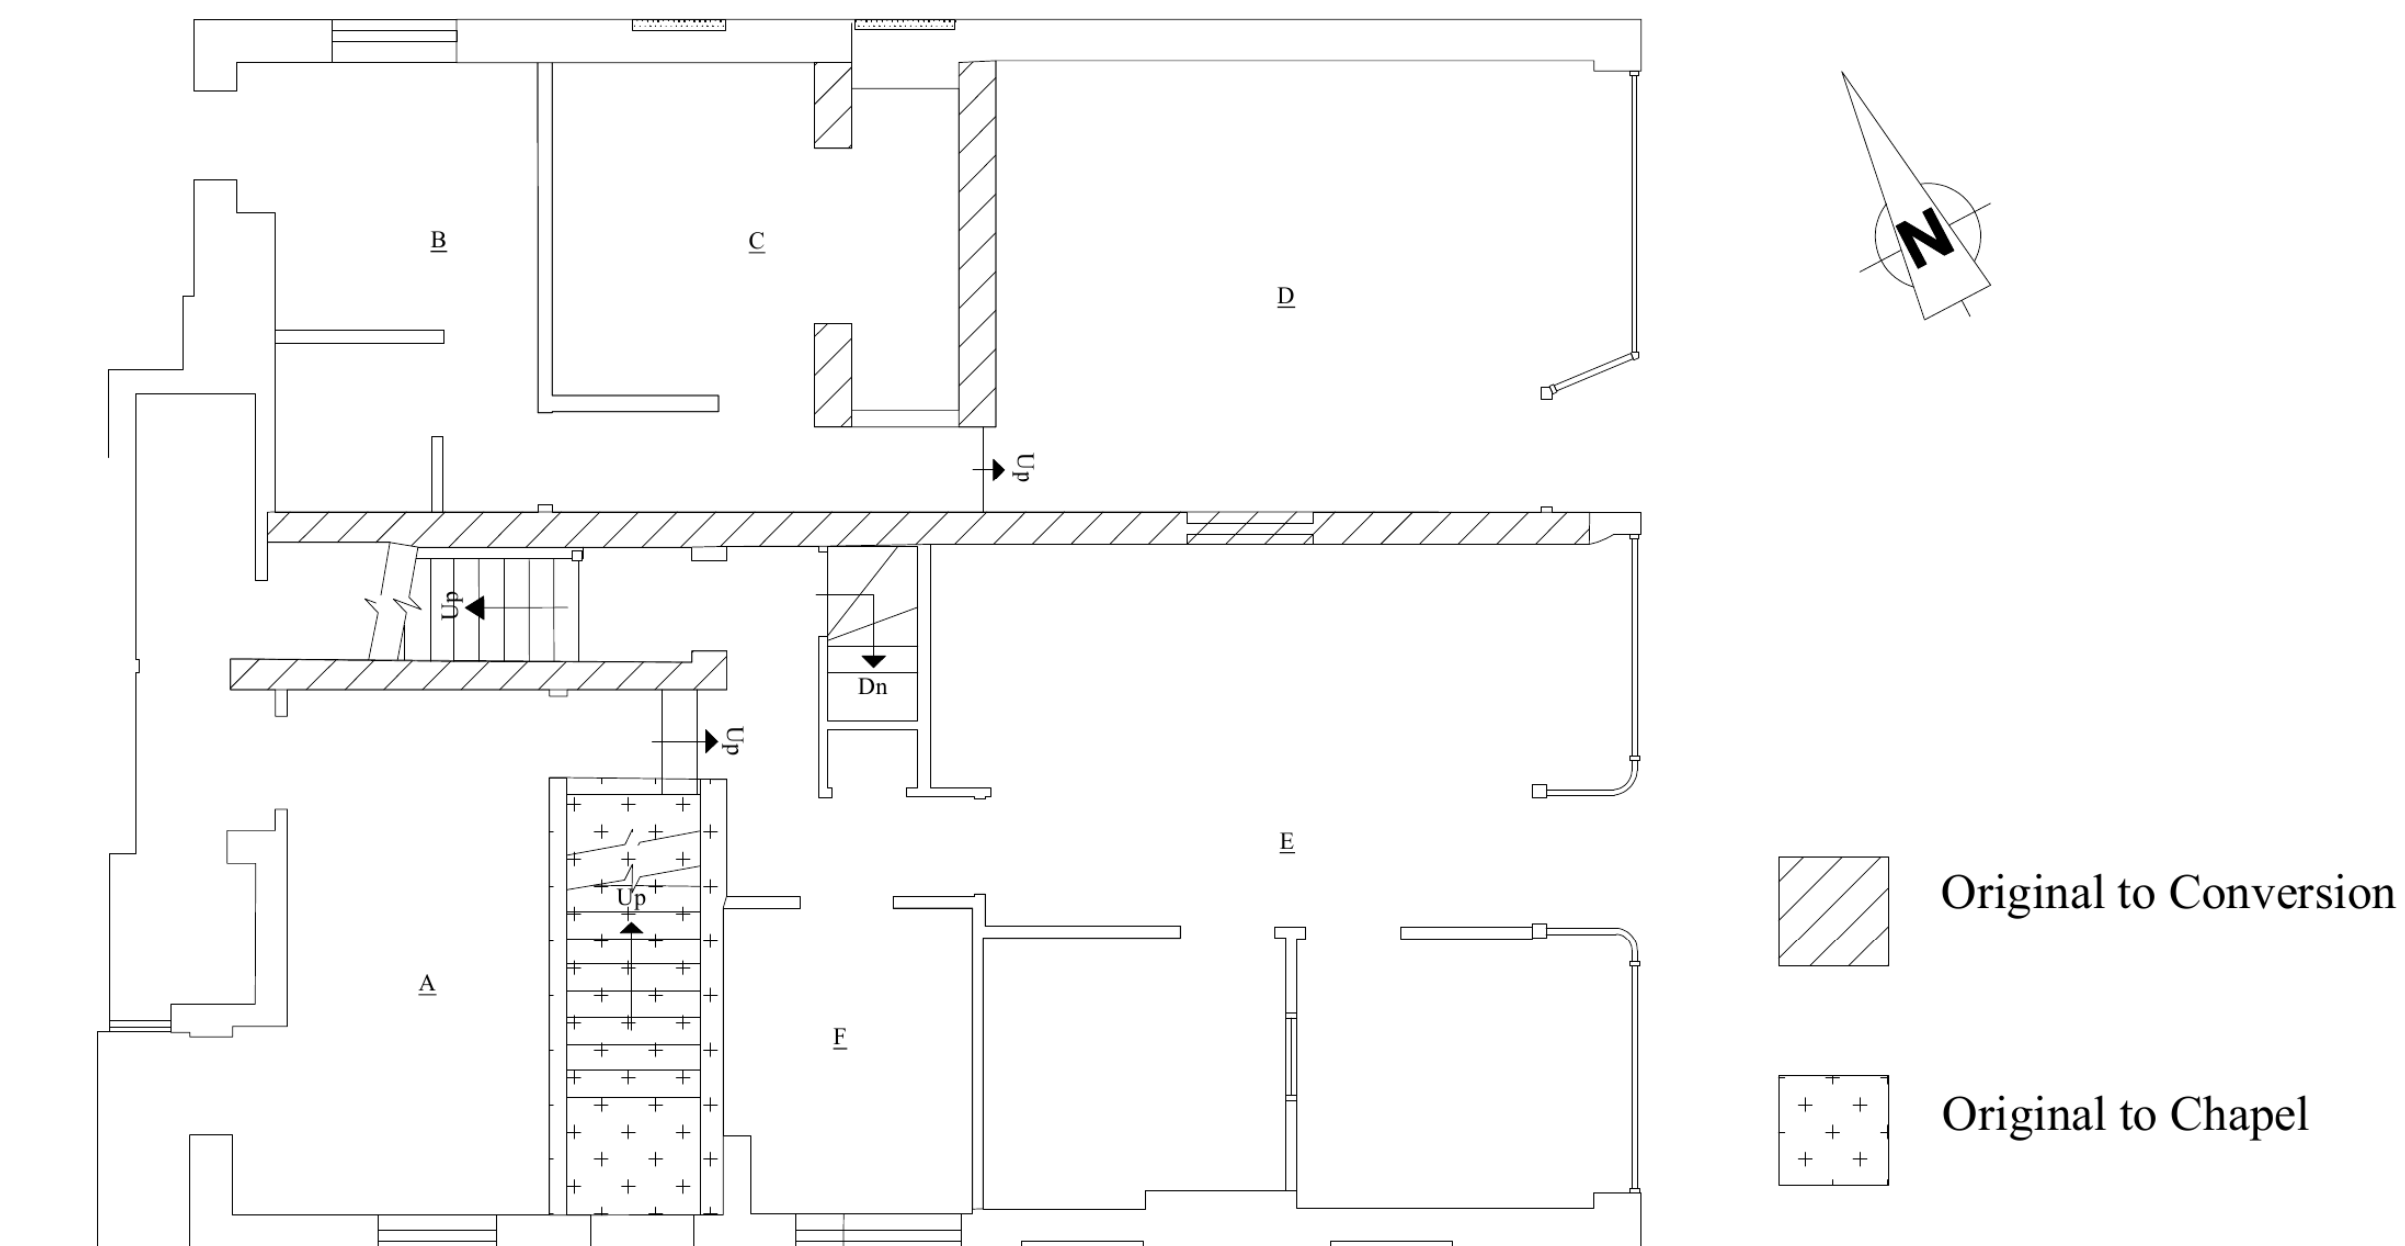 N
B
C
D
Up
Up
Dn
Up
E
Original to Conversion
Up
A
F
Original to Chapel